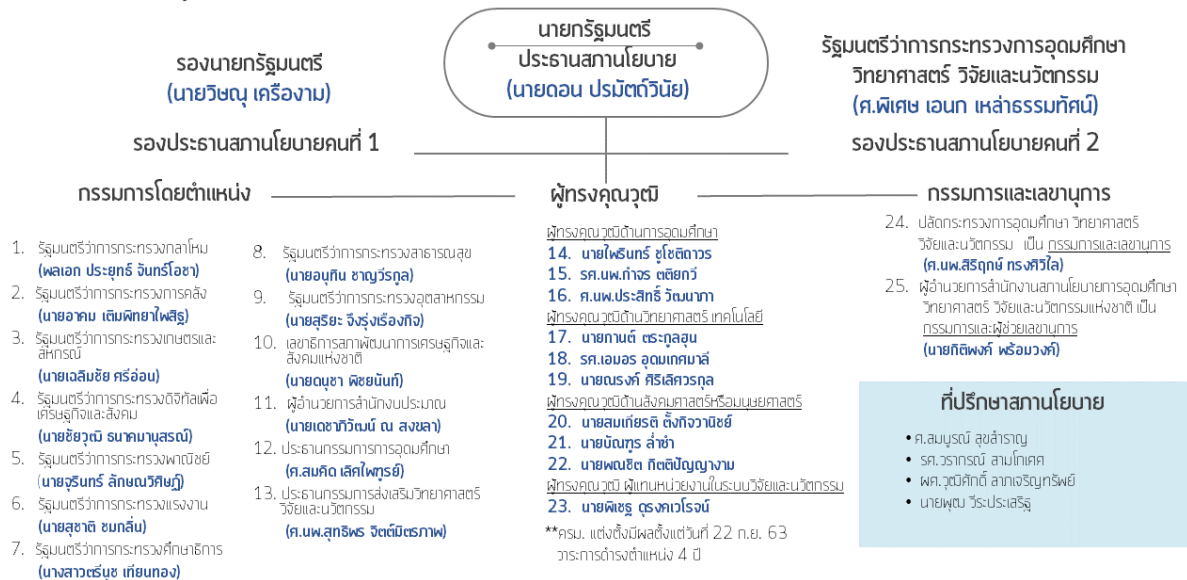 นายกรัฐมนตรี
ประธานสภานโยบาย
(นายดอน ปรมัตถ์วินัย)
รองนายกรัฐมนตรี
(นายวิษณุ เครืองาม)
รองประธานสภานโยบายคนที่ 1
รัฐมนตรีว่าการกระทรวงการอุดมศึกษา
วิทยาศาสตร์ วิจัยและนวัตกรรม
(ศ.พิเศษ เอนก เหล่าธรรมทัศน์)
รองประธานสภานโยบายคนที่ 2
กรรมการโดยตำแหน่ง
1. รัฐมนตรีว่าการกระทรวงกลาโหม
(พลเอก ประยุทธ์ จันทร์โอชา)
2. รัฐมนตรีว่าการกระทรวงการคลัง
(นายอาคม เติมพิทยาไพสิฐ)
3. รัฐมนตรีว่าการกระทรวงเกษตรและ
สหกรณ์
(นายเฉลิมชัย ศรีอ่อน)
4. รัฐมนตรีว่าการกระทรวงดิจิทัลเพื่อ
เศรษฐกิจและสังคม
(นายชัยวุฒิ ธนาคมานุสรณ์)
5. รัฐมนตรีว่าการกระทรวงพาณิชย์
(นายจุรินทร์ ลักษณวิศิษฏ์)
6. รัฐมนตรีว่าการกระทรวงแรงงาน
(นายสุชาติ ชมกลิ่น)
7. รัฐมนตรีว่าการกระทรวงศึกษาธิการ
(นางสาวตรีนุช เทียนทอง)
8. รัฐมนตรีว่าการกระทรวงสาธารณสุข
(นายอนุทิน ชาญวีรกูล)
9. รัฐมนตรีว่าการกระทรวงอุตสาหกรรม
(นายสุริยะ จึงรุ่งเรืองกิจ)
10. เลขาธิการสภาพัฒนาการเศรษฐกิจและ
สังคมแห่งชาติ
(นายดนุชา พิชยนันท์)
11. ผู้อำนวยการสำนักงบประมาณ
(นายเดชาภิวัฒน์ ณ สงขลา)
12. ประธานกรรมการการอุดมศึกษา
(ศ.สมคิด เลิศไพฑูรย์)
13. ประธานกรรมการส่งเสริมวิทยาศาสตร์
วิจัยและนวัตกรรม
(ศ.นพ.สุทธิพร จิตต์มิตรภาพ)
ผู้ทรงคุณวุฒิ
ผู้ทรงคุณวุฒิด้านการอุดมศึกษา
14. นายไพรินทร์ ชูโชติถาวร
15. รศ.นพ.กำจร ตติยกวี
16. ศ.นพ.ประสิทธิ์ วัฒนาภา
ผู้ทรงคุณวุฒิด้านวิทยาศาสตร์ เทคโนโลยี
17. นายกานต์ ตระกูลฮุน
18. รศ.เอมอร อุดมเกศมาลี
19. นายณรงค์ ศิริเลิศวรกุล
ผู้ทรงคุณวุฒิด้านสังคมศาสตร์หรือมนุษยศาสตร์
20. นายสมเกียรติ ตั้งกิจวานิชย์
21. นายบัณฑูร ล่ำซำ
22. นายพณชิต กิตติปัญญางาม
ผู้ทรงคุณวุฒิ ผู้แทนหน่วยงานในระบบวิจัยและนวัตกรรม
23. นายพิเชฐ ดุรงคเวโรจน์
**ครม. แต่งตั้งมีผลตั้งแต่วันที่ 22 ก.ย. 63
วาระการดำรงตำแหน่ง 4 ปี
กรรมการและเลขานุการ
24. ปลัดกระทรวงการอุดมศึกษา วิทยาศาสตร์
วิจัยและนวัตกรรม เป็น กรรมการและเลขานุการ
(ศ.นพ.สิริฤกษ์ ทรงศิวิไล)
25. ผู้อำนวยการสำนักงานสภานโยบายการอุดมศึกษา
วิทยาศาสตร์ วิจัยและนวัตกรรมแห่งชาติ เป็น
กรรมการและผู้ช่วยเลขานุการ
(นายกิติพงค์ พร้อมวงค์)
ที่ปรึกษาสภานโยบาย
• ศ.สมบูรณ์ สุขสำราญ
• รศ.วรากรณ์ สามโกเศศ
• ผศ.วุฒิศักดิ์ ลาภเจริญทรัพย์
• นายพุฒ วีระประเสริฐ